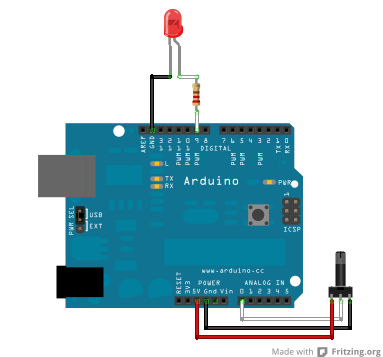 AREF
GND
13
12
PWM 11
PWM 10
PWM 9
8
7
PWM 6
PWM 5
4
PWM 3
2
TX 1
RX 0
DIGITAL
L
TX
RX
Arduino
PWR
1
ICSP
PWR SEL
USB
EXT
www.arduino.cc
RESET
3V3
POWER
5V Gnd Vin
ANALOG IN
0 1 2 3 4 5
Made with Fritzing.org